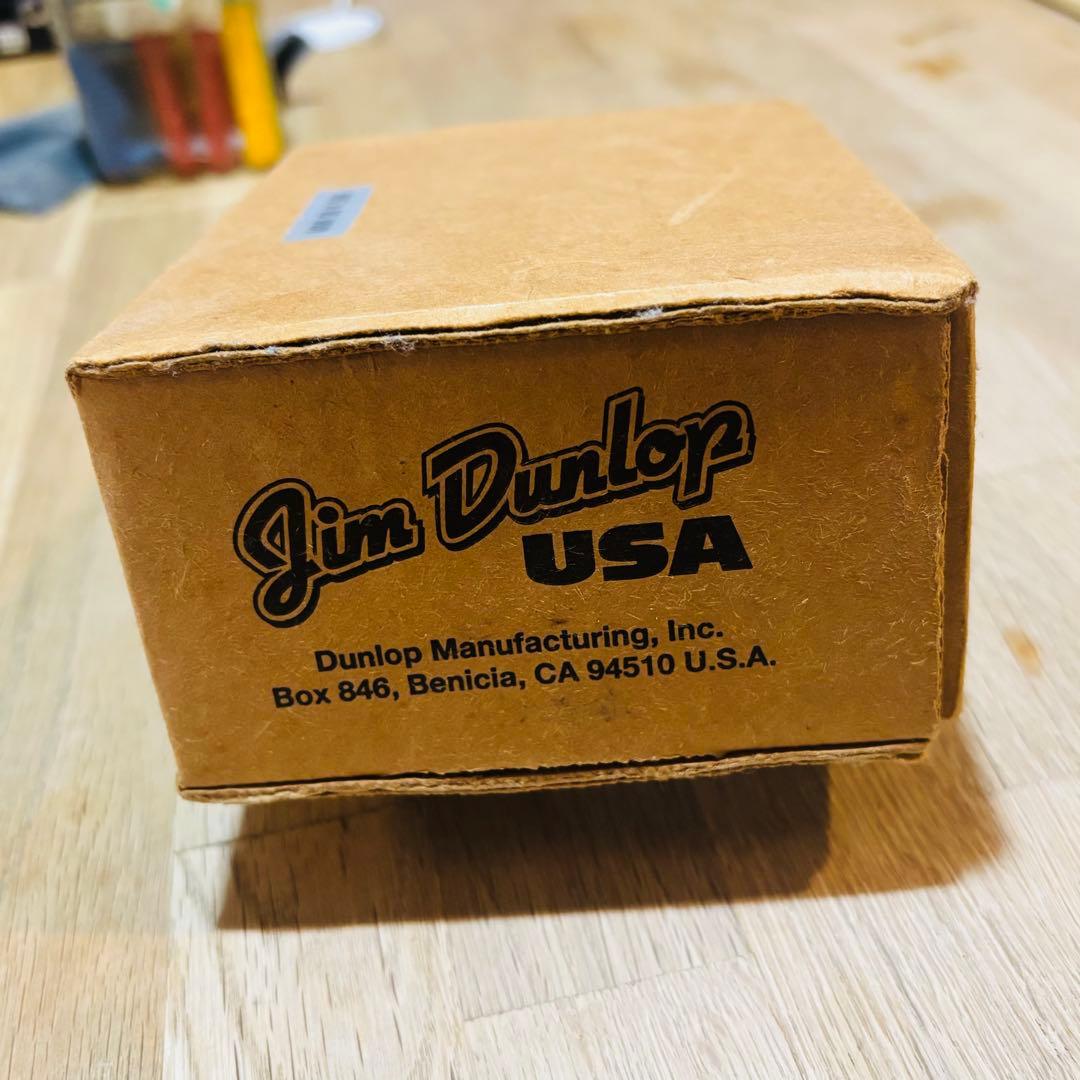 Jim Dunlop
USA
Dunlop Manufacturing, Inc.
Box 846, Benicia, CA 94510 U.S.A.